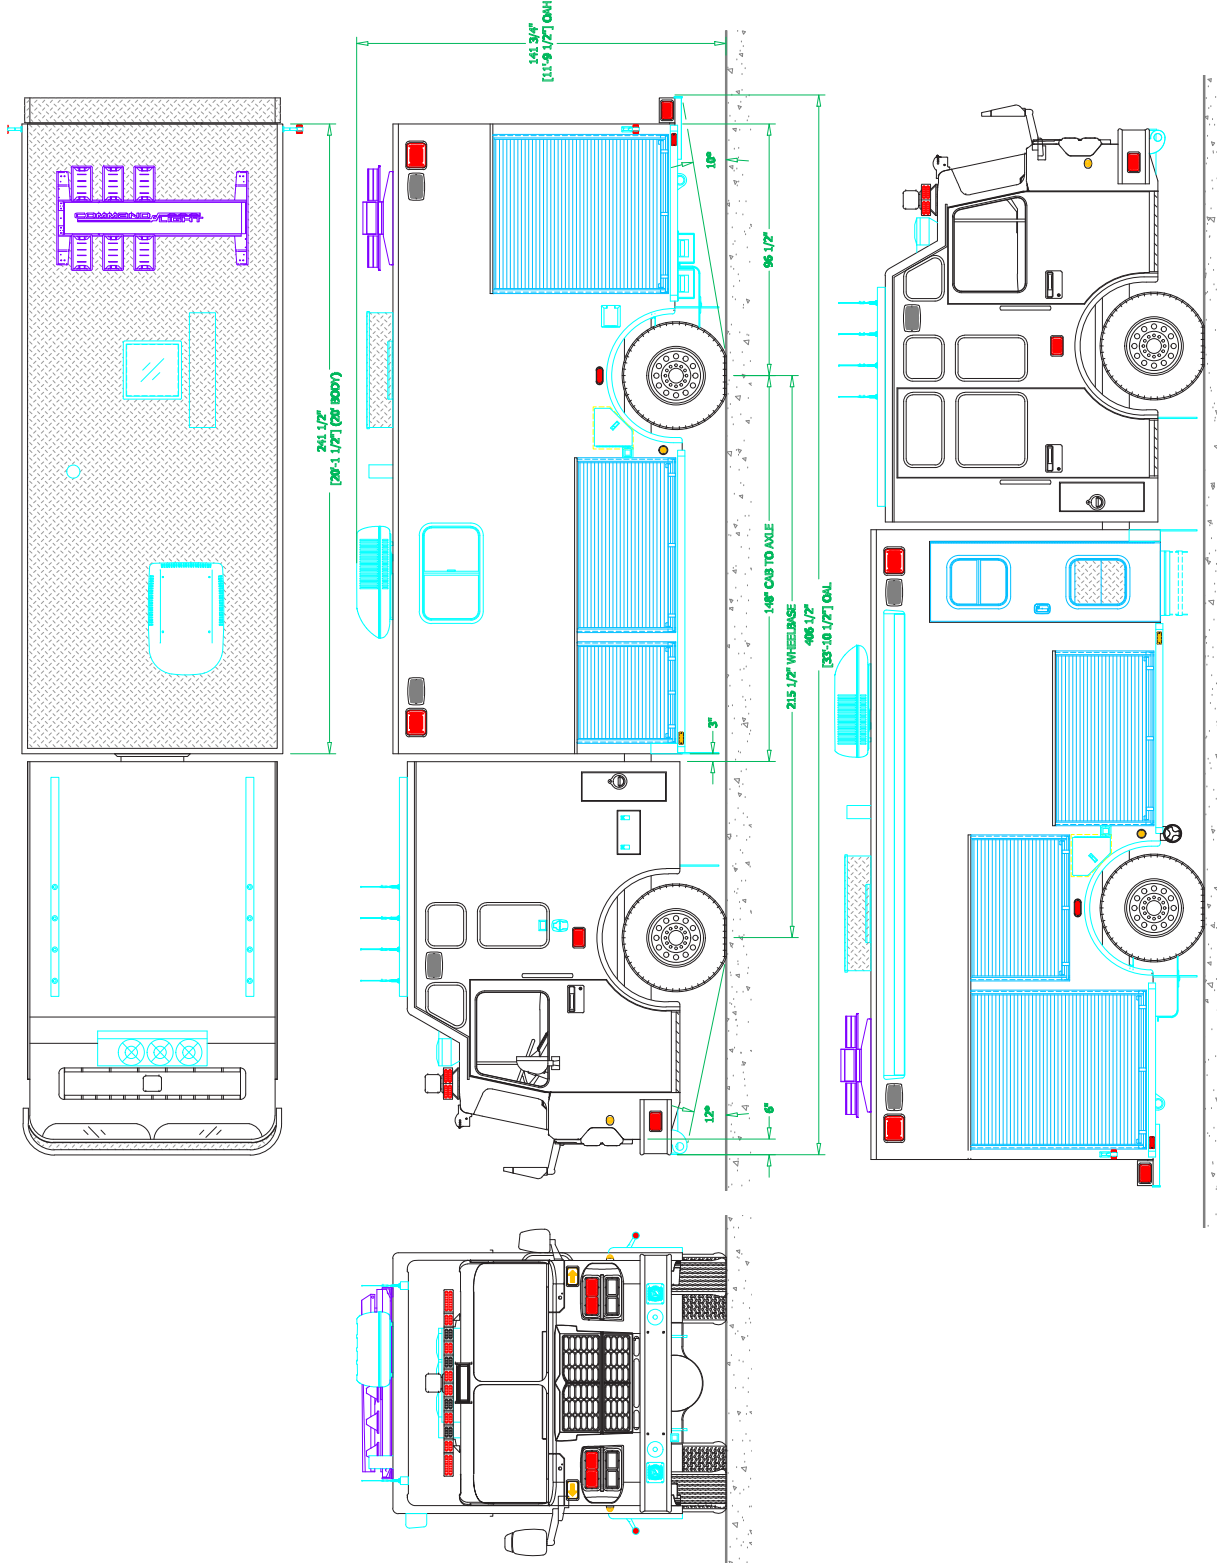 141 3/4"
[11'-9 1/2"] OAH
COMMAND
LIGHT
241 1/2"
[20'-1 1/2"] (20' BODY)
10°
96 1/2"
148" CAB TO AXLE
215 1/2" WHEELBASE
406 1/2"
[33'-10 1/2"] OAL
3"
12°
6"